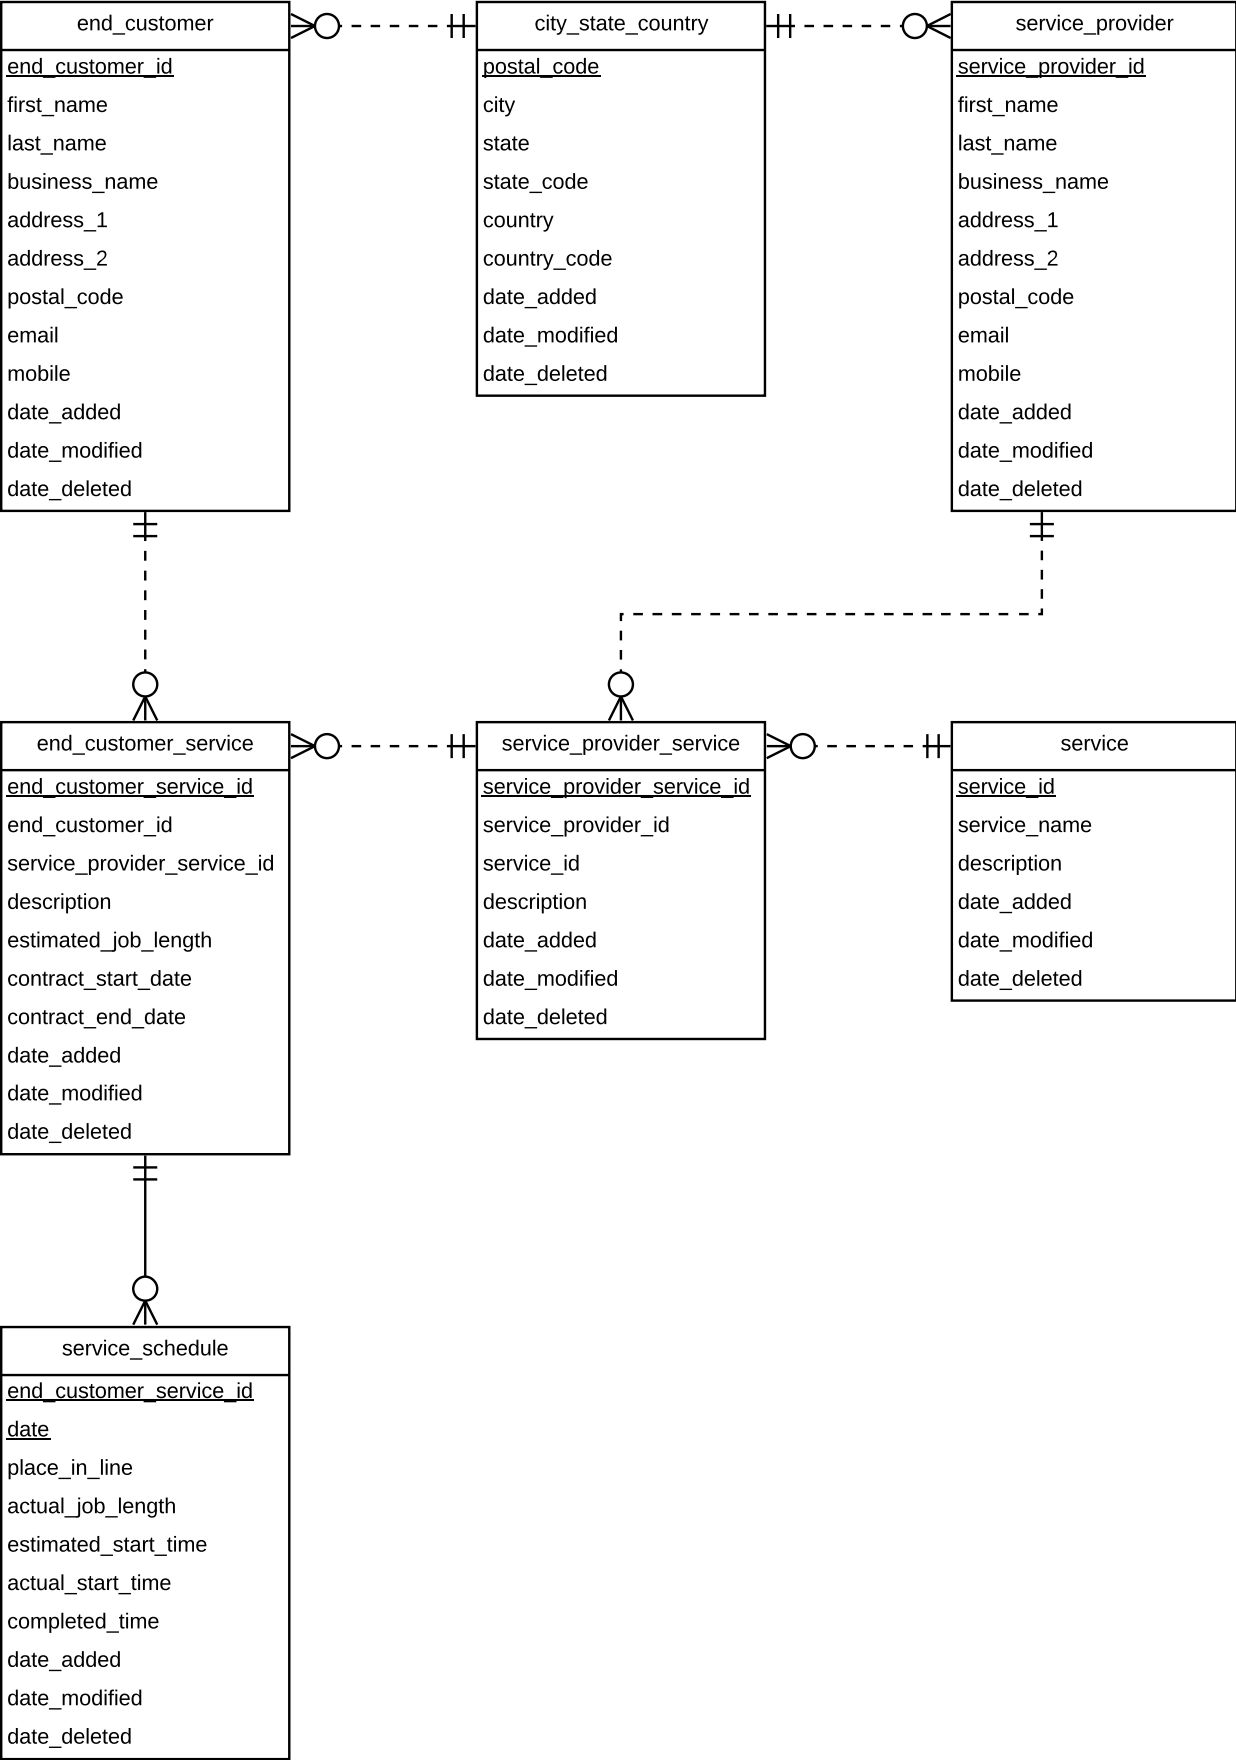 end_customer
end_customer_id
first_name
last_name
business_name
address_1
address_2
postal_code
email
mobile
date_added
date_modified
date_deleted
city_state_country
postal_code
city
state
state_code
country
country_code
date_added
date_modified
date_deleted
service_provider
service_provider_id
first_name
last_name
business_name
address_1
address_2
postal_code
email
mobile
date_added
date_modified
date_deleted
end_customer_service
end_customer_service_id
end_customer_id
service_provider_service_id
description
estimated_job_length
contract_start_date
contract_end_date
date_added
date_modified
date_deleted
service_provider_service
service_provider_service_id
service_provider_id
service_id
description
date_added
date_modified
date_deleted
service
service_id
service_name
description
date_added
date_modified
date_deleted
service_schedule
end_customer_service_id
date
place_in_line
actual_job_length
estimated_start_time
actual_start_time
completed_time
date_added
date_modified
date_deleted